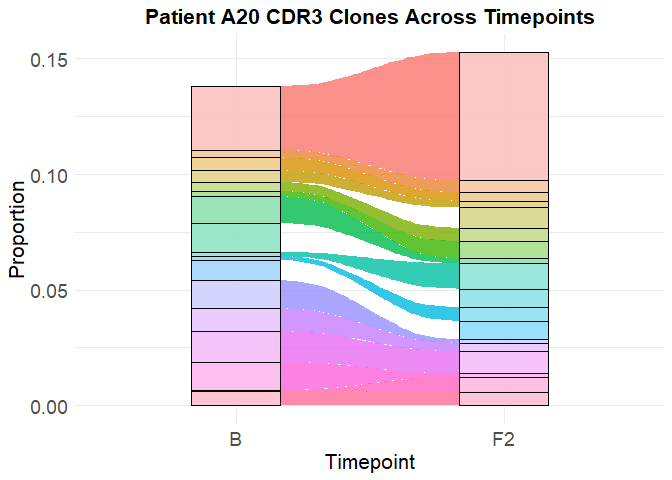 Patient A20 CDR3 Clones Across Timepoints
0.15
0.10
0.05
0.00
Proportion
B
F2
Timepoint